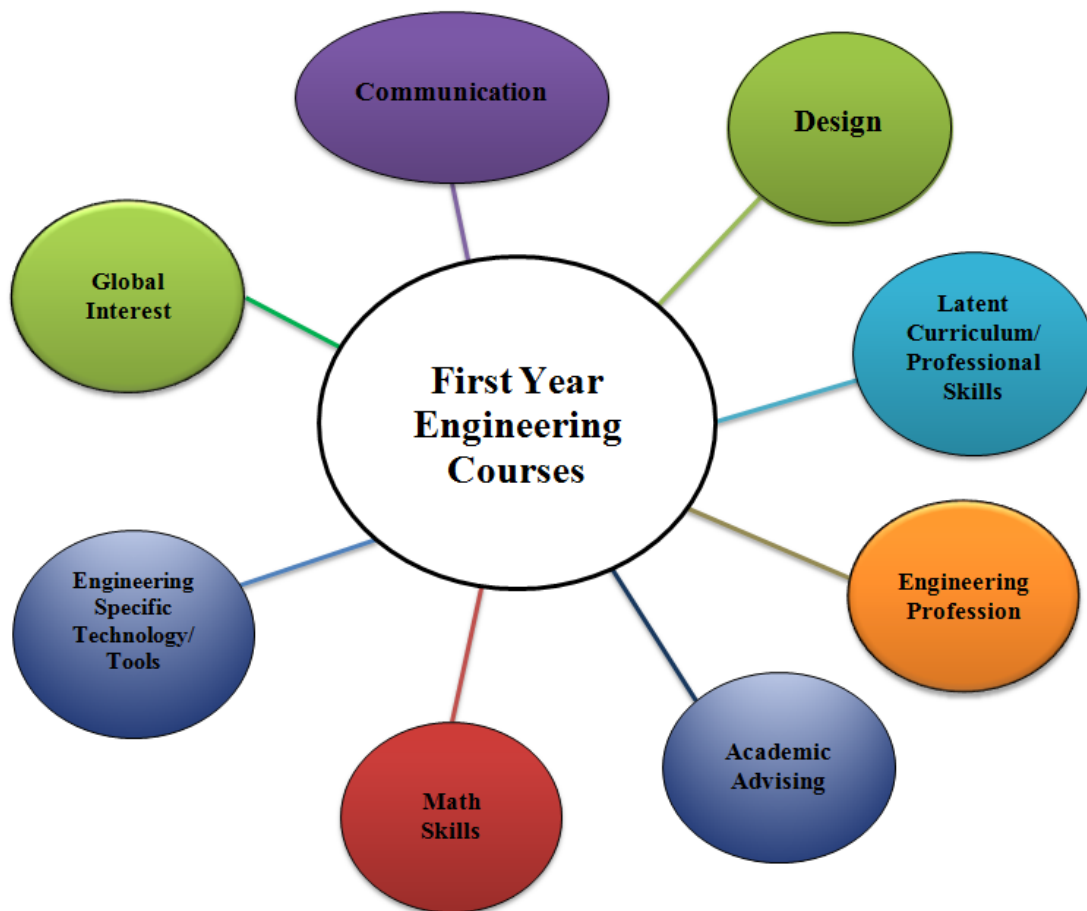 Communication
Design
Global
Interest
Latent
Curriculum/
Professional
Skills
First Year
Engineering
Courses
Engineering
Specific
Technology/
Tools
Engineering
Profession
Academic
Advising
Math
Skills